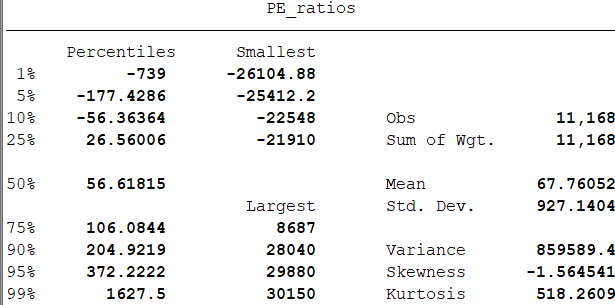 PE_ratios
Percentiles Smallest
1% -739 -26104.88
5% -177.4286 -25412.2
10% -56.36364 -22548 Obs 11,168
25% 26.56006 -21910 Sum of Wgt. 11,168
50% 56.61815 Mean 67.76052
Largest Std. Dev. 927.1404
75% 106.0844 8687
90% 204.9219 28040 Variance 859589.4
95% 372.2222 29880 Skewness -1.564541
99% 1627.5 30150 Kurtosis 518.2609